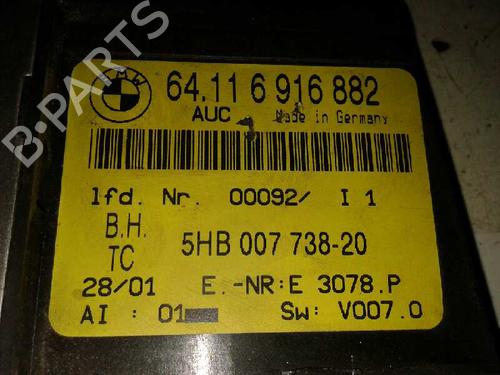 B-PARTS
BMW
64.11 6 916 882
AUC Made in Germany
lfd. Nr. 00092/ I 1
B.H.
TC 5HB 007 738-20
28/01 E.-NR:E 3078.P
AI : 01 Sw: V007.0